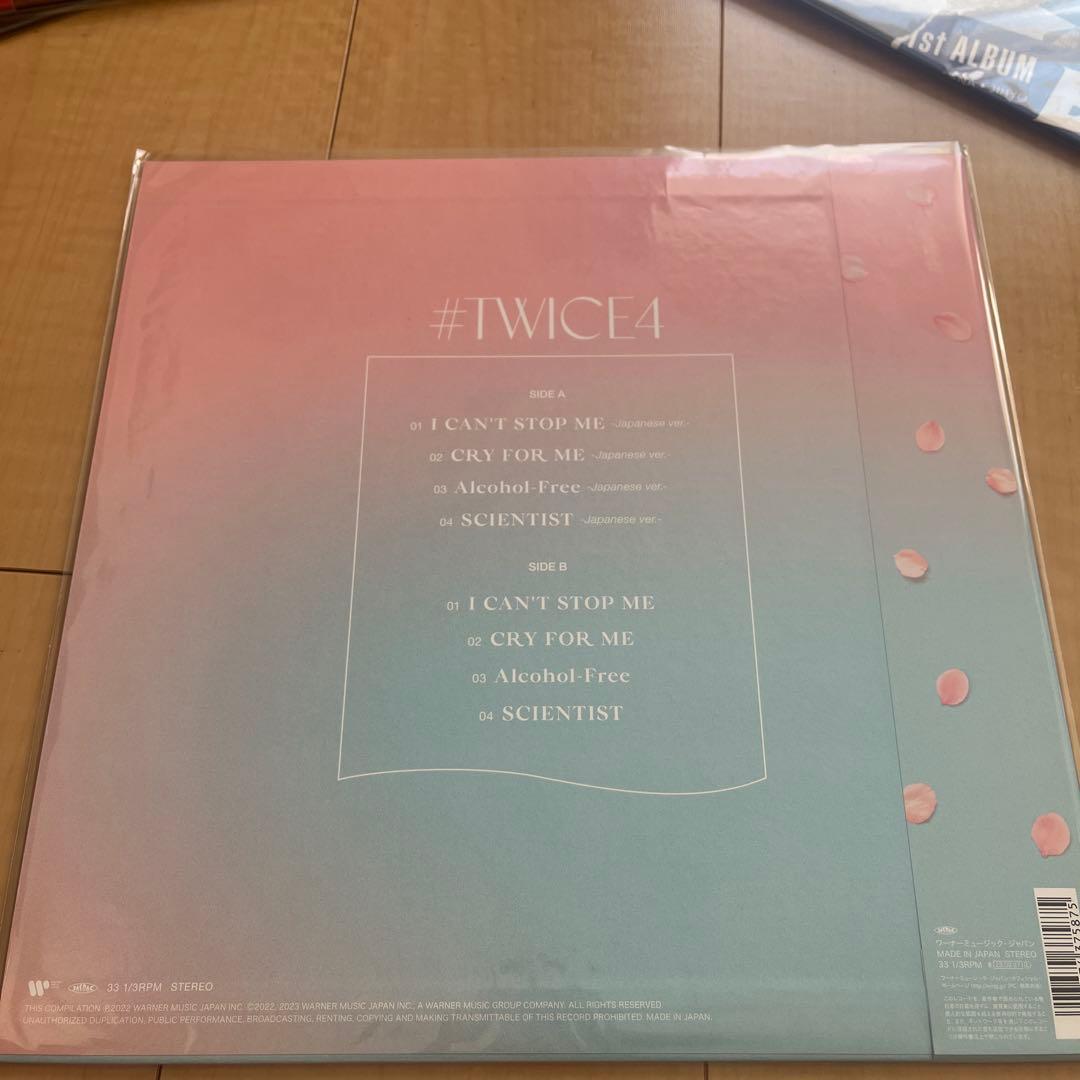 1st ALBUM
#TWICE4
SIDE A
01 I CAN'T STOP ME -Japanese ver.-
02 CRY FOR ME -Japanese ver.-
03 Alcohol-Free -Japanese ver.-
04 SCIENTIST -Japanese ver.-
SIDE B
01 I CAN'T STOP ME
02 CRY FOR ME
03 Alcohol-Free
04 SCIENTIST
33 1/3RPM STEREO
THIS COMPILATION ℗2022 WARNER MUSIC JAPAN INC. ©2022, 2023 WARNER MUSIC JAPAN INC., A WARNER MUSIC GROUP COMPANY. ALL RIGHTS RESERVED.
UNAUTHORIZED DUPLICATION, PUBLIC PERFORMANCE, BROADCASTING, RENTING, COPYING AND MAKING TRANSMITTABLE OF THIS RECORD PROHIBITED. MADE IN JAPAN.
ワーナーミュージック・ジャパン
MADE IN JAPAN STEREO
33 1/3RPM
375875